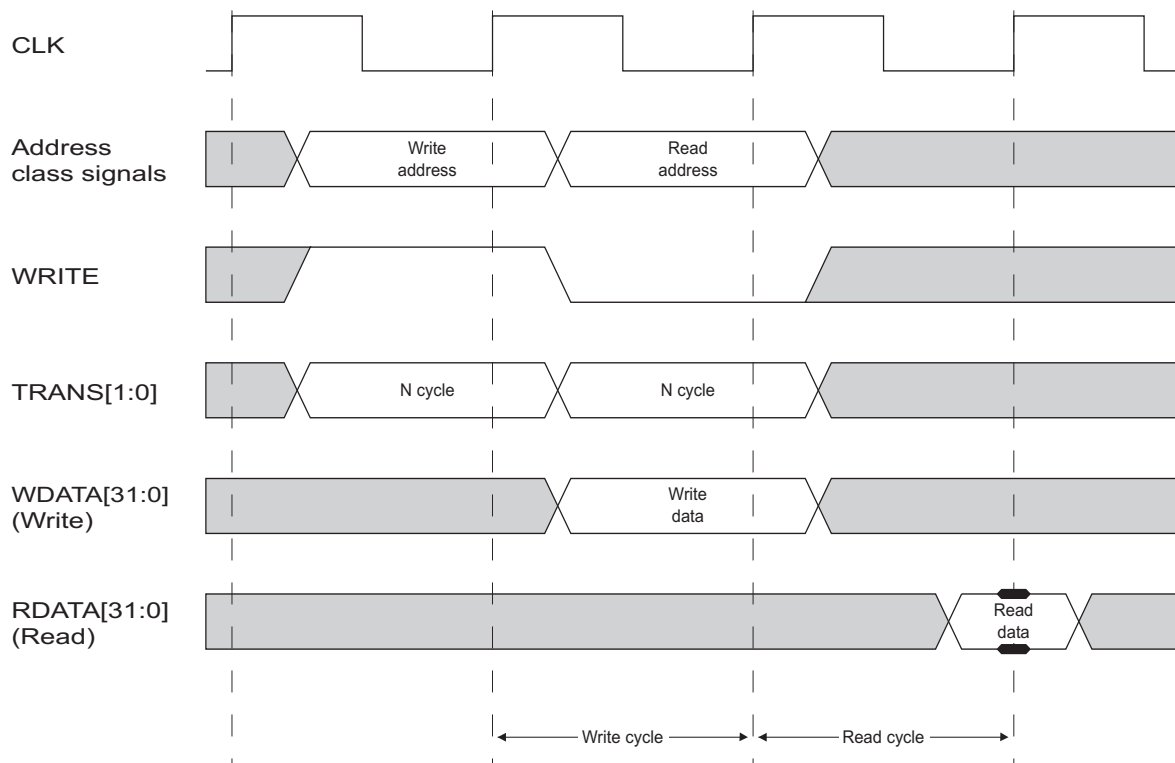 CLK
Address
class signals
Write
address
Read
address
WRITE
TRANS[1:0]
N cycle
N cycle
WDATA[31:0]
(Write)
Write
data
RDATA[31:0]
(Read)
Read
data
Write cycle
Read cycle